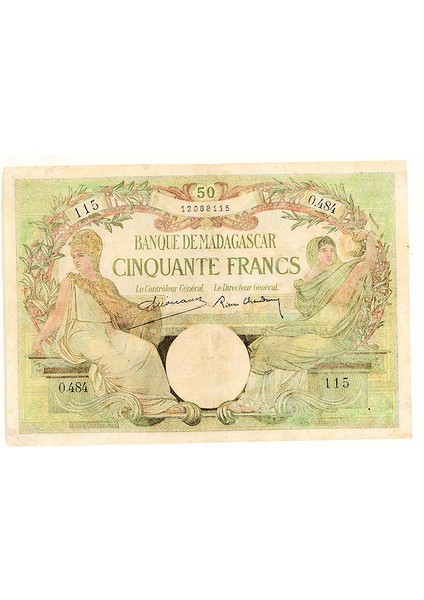 50
115
12088115
0.484
BANQUE DE MADAGASCAR
CINQUANTE FRANCS
Le Contrôleur Général, Le Directeur Général,
0.484
115